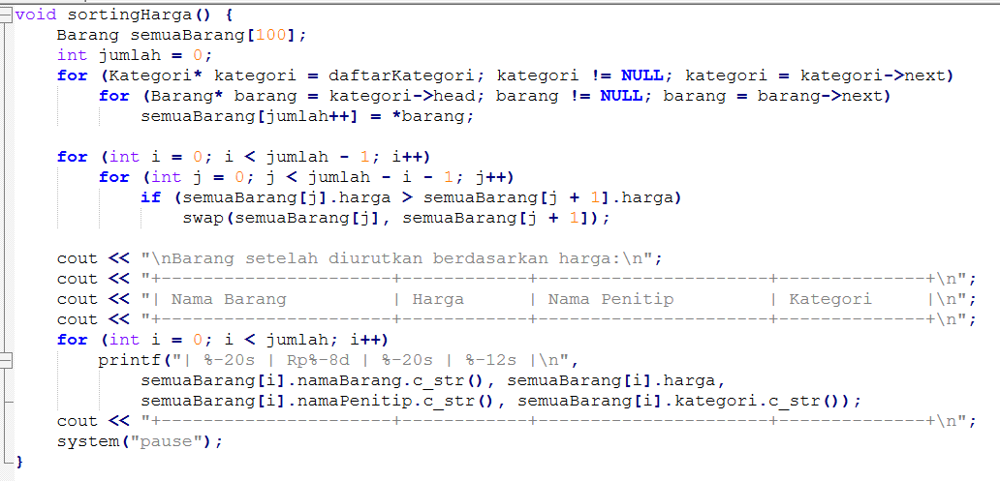 void sortingHarga() {
    Barang semuaBarang[100];
    int jumlah = 0;
    for (Kategori* kategori = daftarKategori; kategori != NULL; kategori = kategori->next)
        for (Barang* barang = kategori->head; barang != NULL; barang = barang->next)
            semuaBarang[jumlah++] = *barang;

    for (int i = 0; i < jumlah - 1; i++)
        for (int j = 0; j < jumlah - i - 1; j++)
            if (semuaBarang[j].harga > semuaBarang[j + 1].harga)
                swap(semuaBarang[j], semuaBarang[j + 1]);

    cout << "\nBarang setelah diurutkan berdasarkan harga:\n";
    cout << "+----------------------+------------+----------------------+--------------+\n";
    cout << "| Nama Barang          | Harga      | Nama Penitip         | Kategori     |\n";
    cout << "+----------------------+------------+----------------------+--------------+\n";
    for (int i = 0; i < jumlah; i++)
        printf("| %-20s | Rp%-8d | %-20s | %-12s |\n",
            semuaBarang[i].namaBarang.c_str(), semuaBarang[i].harga,
            semuaBarang[i].namaPenitip.c_str(), semuaBarang[i].kategori.c_str());
    cout << "+----------------------+------------+----------------------+--------------+\n";
    system("pause");
}